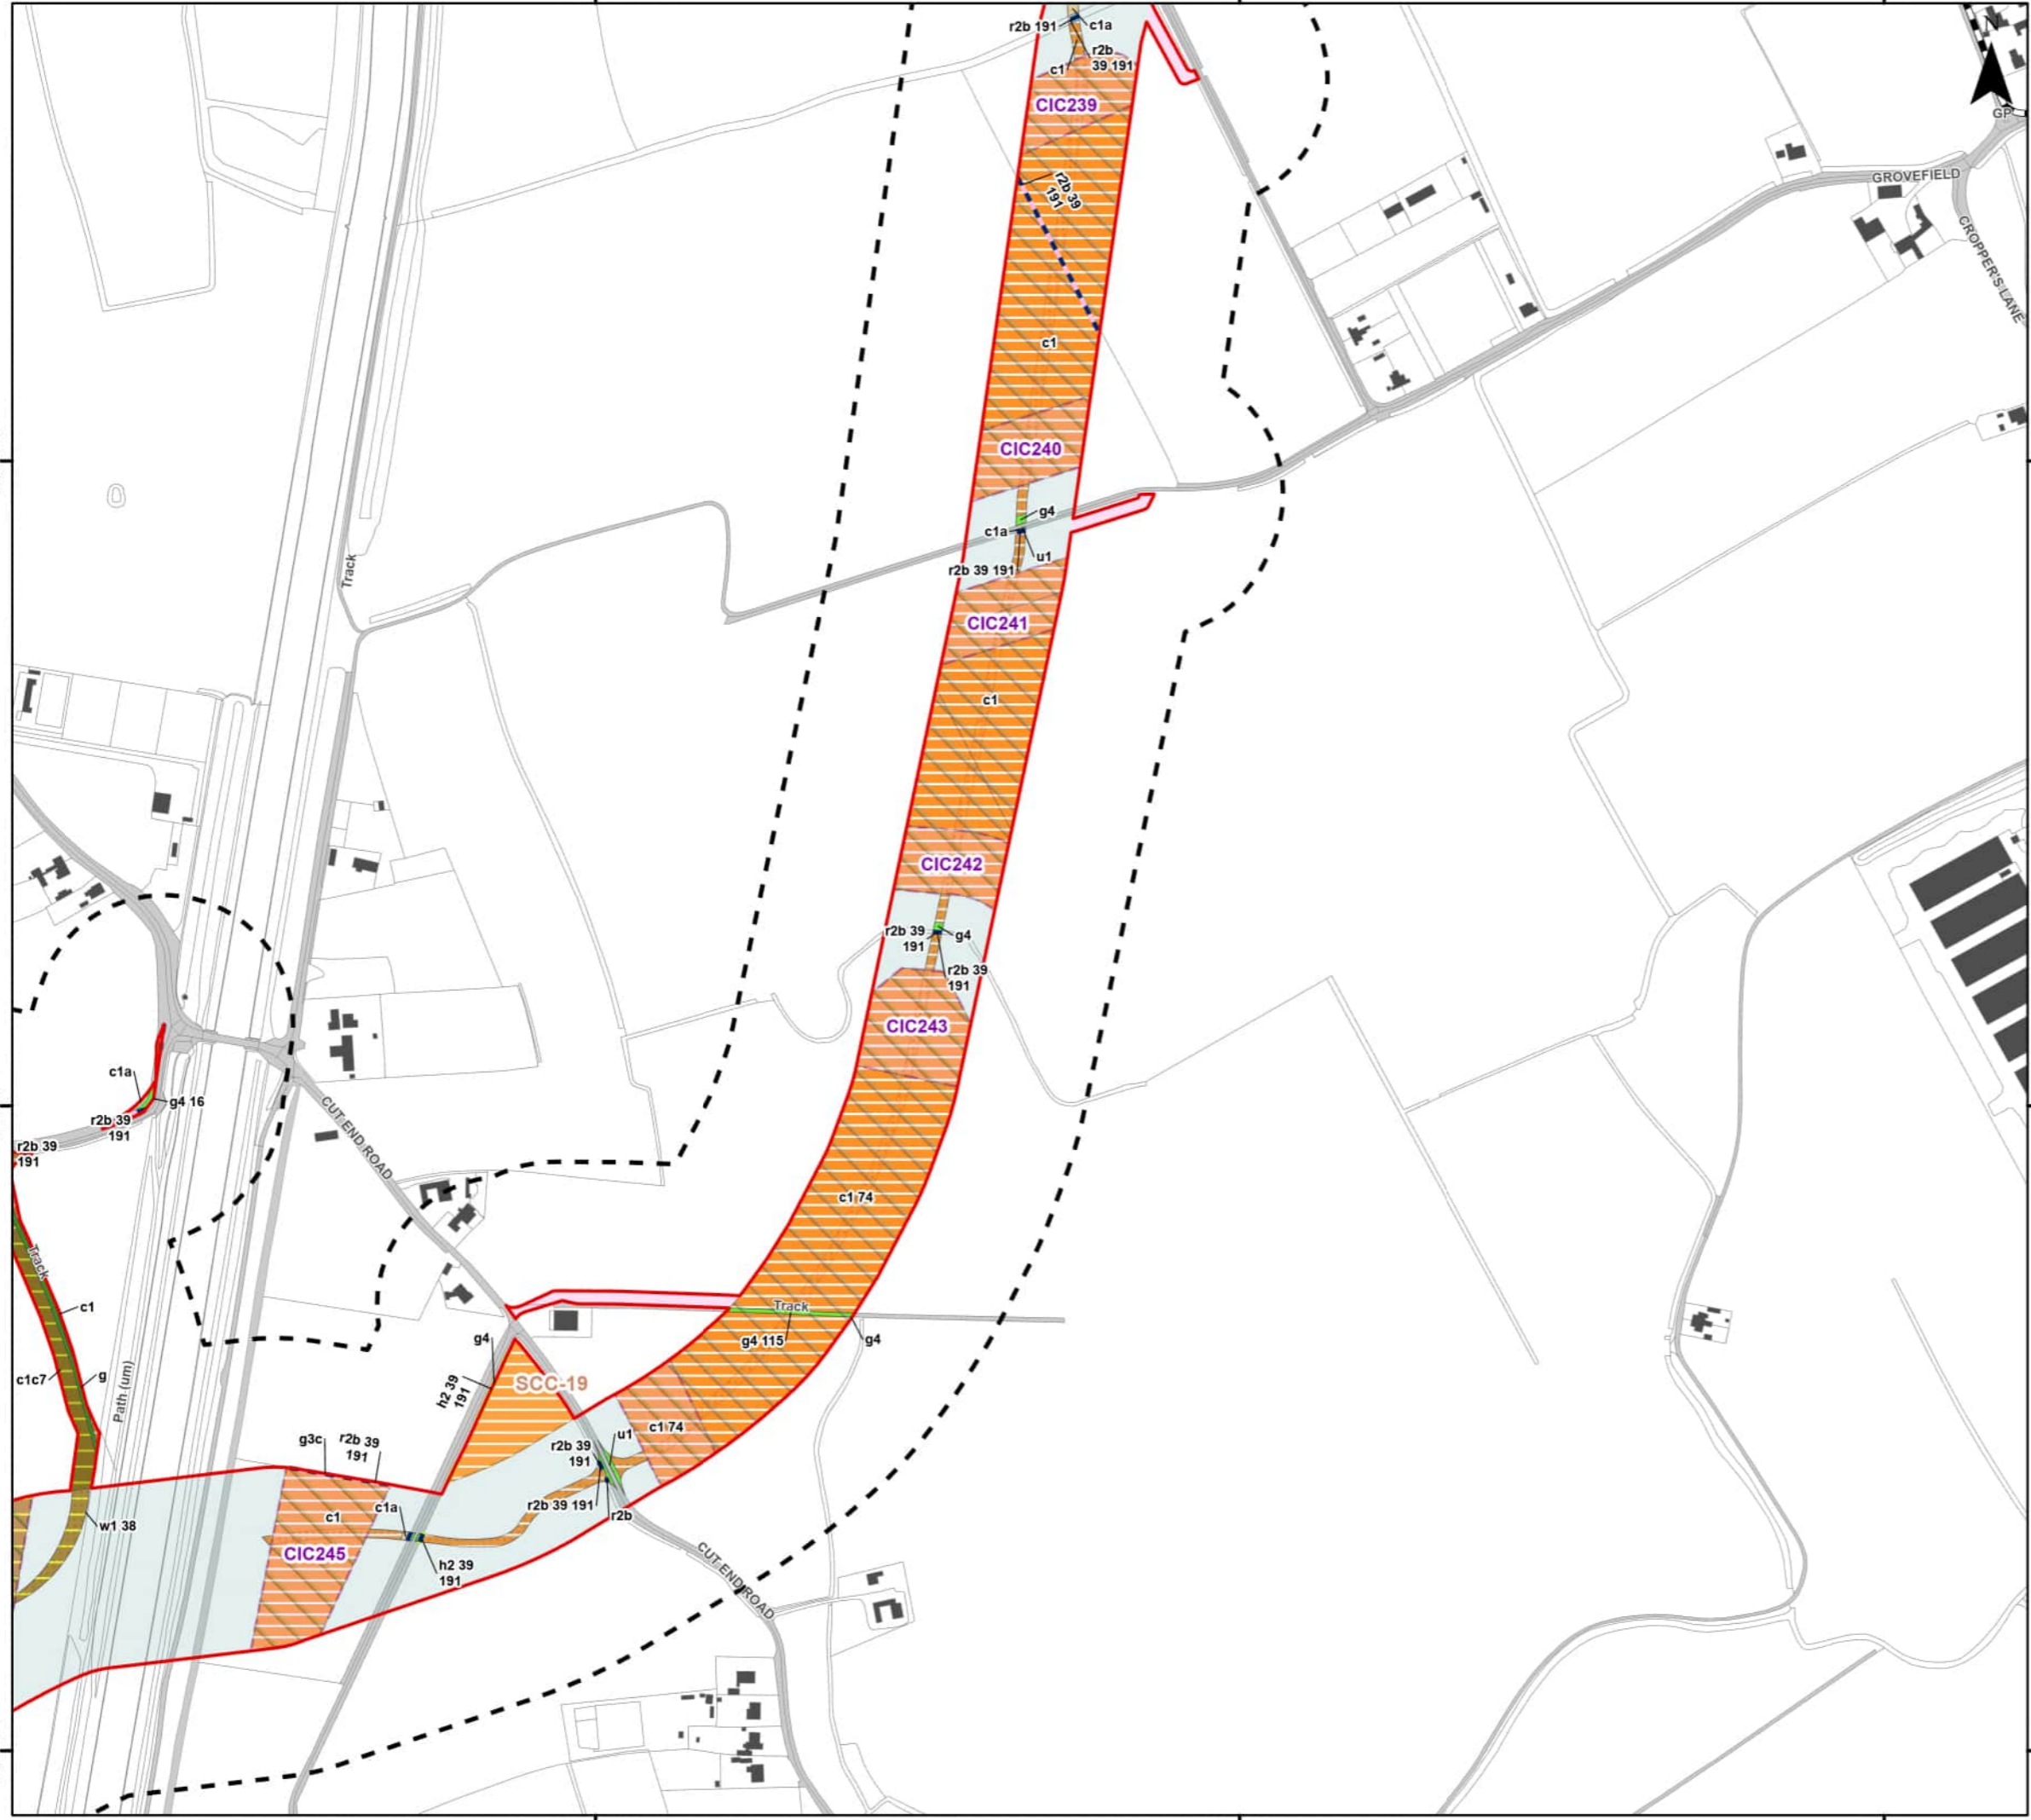 r2b 191
c1a
N
r2b
39 191
c1
CIC239
GP
r2b 39
191
GROVEFIELD
CROPPER'S LANE
c1
CIC240
g4
c1a
u1
Track
r2b 39 191
CIC241
c1
CIC242
r2b 39
191
g4
r2b 39
191
CIC243
c1a
g4 16
r2b 39
191
r2b 39
191
CUT END ROAD
c1 74
Track
c1
Track
g4 115
g4
g4
c1c7
g
Path (um)
h2 39
191
SCC-19
c1 74
g3c
r2b 39
191
r2b 39
191
u1
c1a
c1
r2b 39 191
r2b
w1 38
CIC245
h2 39
191
CUT END ROAD